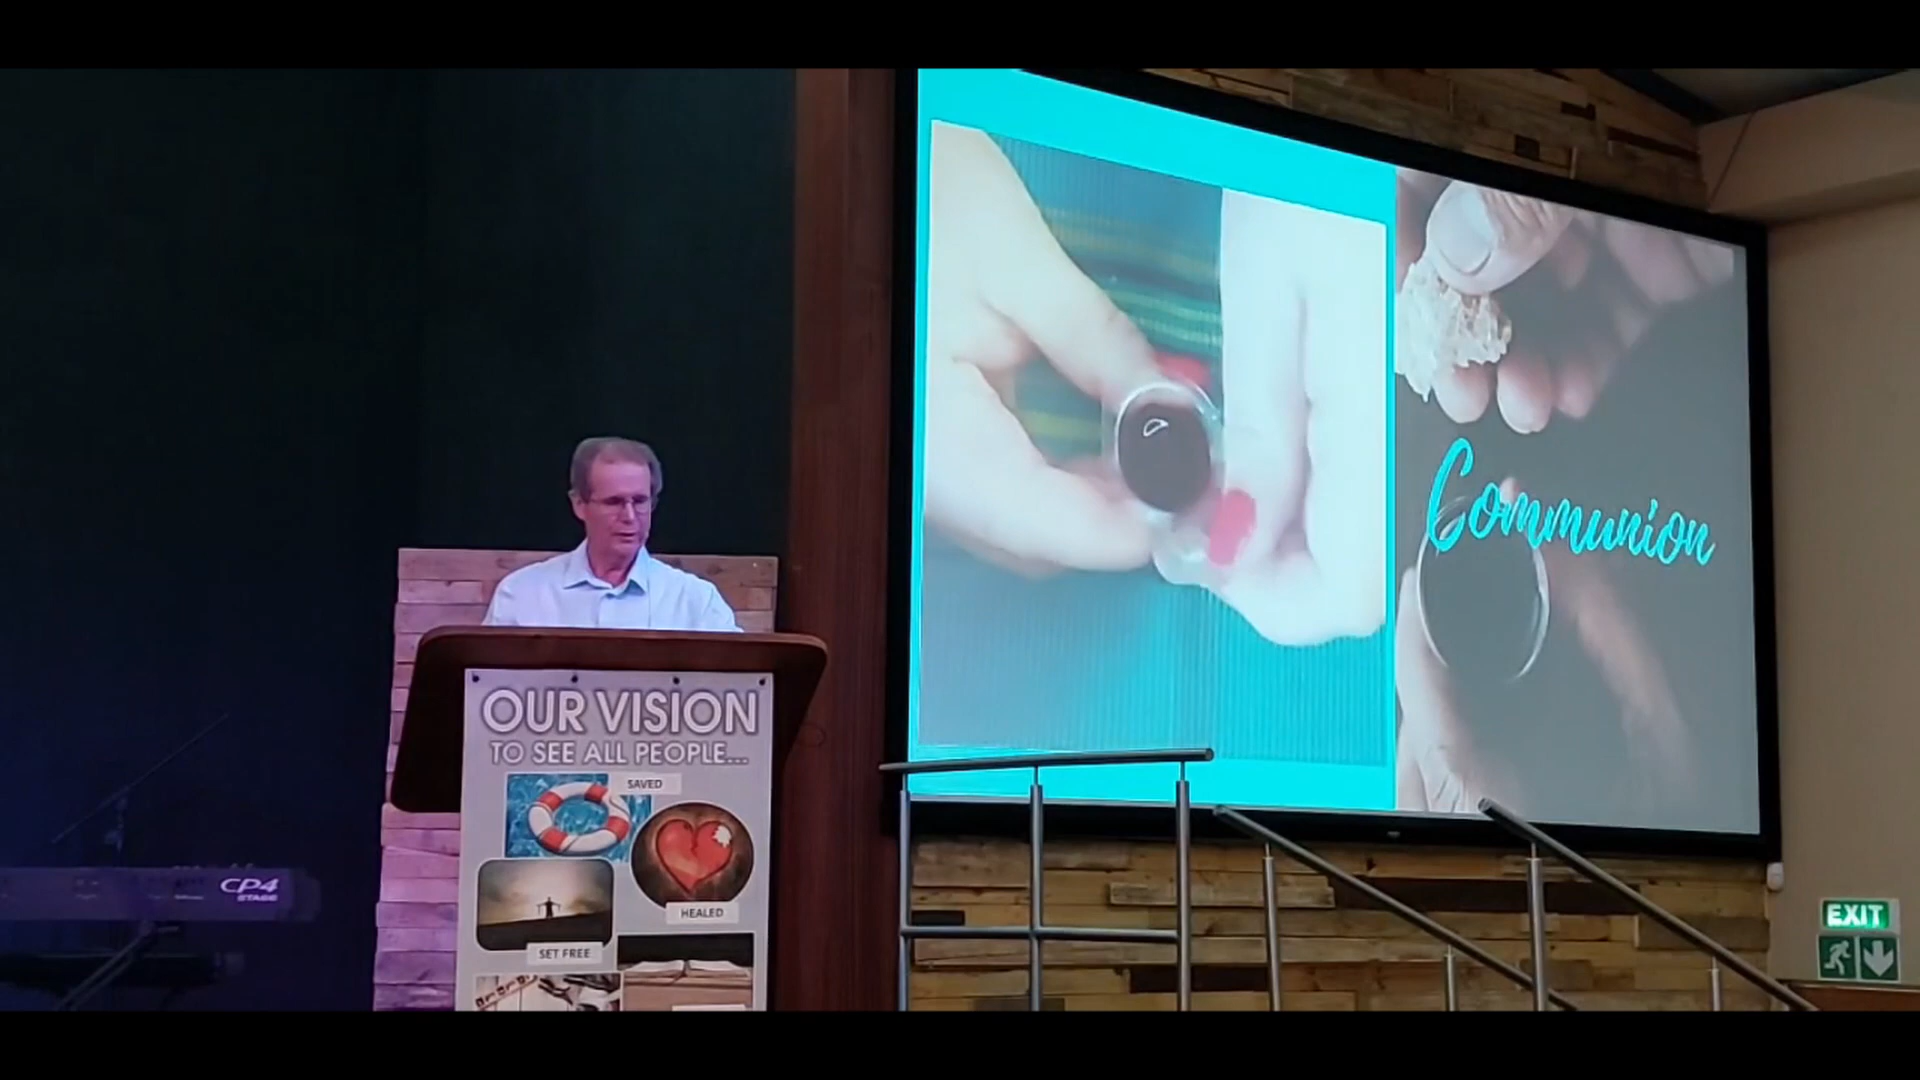 Communion
OUR VISION
TO SEE ALL PEOPLE...
SAVED
HEALED
SET FREE
CP4
STAGE
EXIT